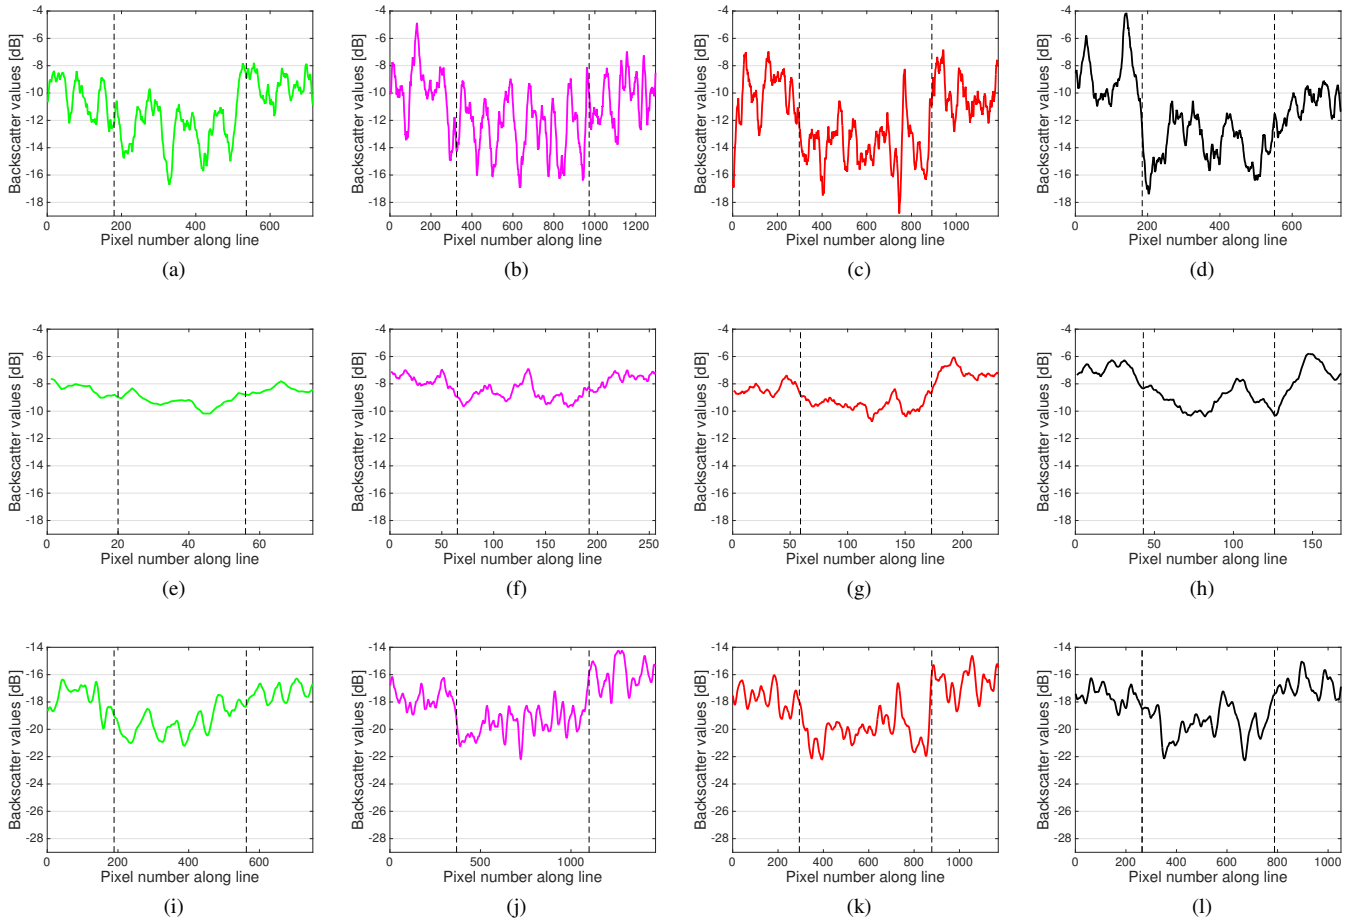 -4
-6
-8
-10
-12
-14
-16
-18
Backscatter values [dB]
0 200 400 600
Pixel number along line
(a)
-4
-6
-8
-10
-12
-14
-16
-18
Backscatter values [dB]
0 200 400 600 800 1000 1200
Pixel number along line
(b)
-4
-6
-8
-10
-12
-14
-16
-18
Backscatter values [dB]
0 200 400 600 800 1000
Pixel number along line
(c)
-4
-6
-8
-10
-12
-14
-16
-18
Backscatter values [dB]
0 200 400 600
Pixel number along line
(d)
-4
-6
-8
-10
-12
-14
-16
-18
Backscatter values [dB]
0 20 40 60
Pixel number along line
(e)
-4
-6
-8
-10
-12
-14
-16
-18
Backscatter values [dB]
0 50 100 150 200 250
Pixel number along line
(f)
-4
-6
-8
-10
-12
-14
-16
-18
Backscatter values [dB]
0 50 100 150 200
Pixel number along line
(g)
-4
-6
-8
-10
-12
-14
-16
-18
Backscatter values [dB]
0 50 100 150
Pixel number along line
(h)
-14
-16
-18
-20
-22
-24
-26
-28
Backscatter values [dB]
0 200 400 600
Pixel number along line
(i)
-14
-16
-18
-20
-22
-24
-26
-28
Backscatter values [dB]
0 500 1000
Pixel number along line
(j)
-14
-16
-18
-20
-22
-24
-26
-28
Backscatter values [dB]
0 200 400 600 800 1000
Pixel number along line
(k)
-14
-16
-18
-20
-22
-24
-26
-28
Backscatter values [dB]
0 200 400 600 800 1000
Pixel number along line
(l)